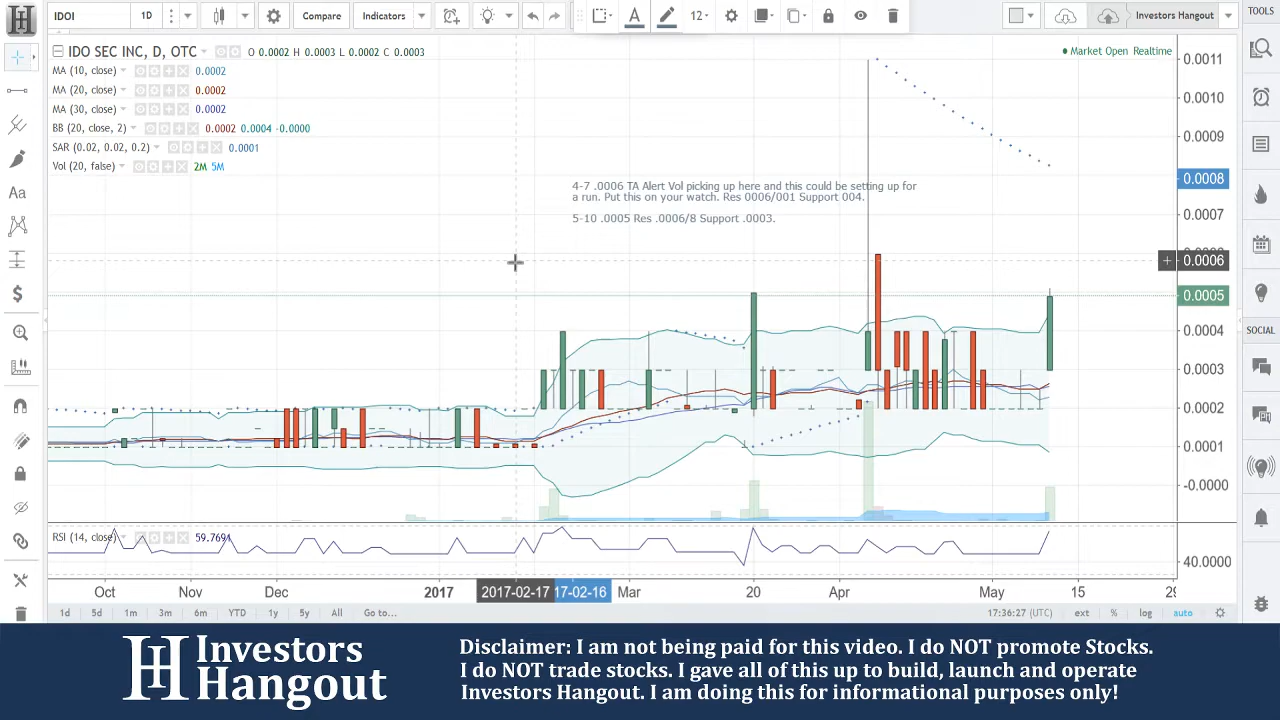 IDOI 1D Compare Indicators 12 Investors Hangout TOOLS
IDO SEC INC, D, OTC O 0.0002 H 0.0003 L 0.0002 C 0.0003
Market Open Realtime
MA (10, close) 0.0002
MA (20, close) 0.0002
MA (30, close) 0.0002
BB (20, close, 2) 0.0002 0.0004 -0.0000
SAR (0.02, 0.02, 0.2) 0.0001
Vol (20, false) 2M 5M
4-7 .0006 TA Alert Vol picking up here and this could be setting up for
a run. Put this on your watch. Res 0006/001 Support 004.
5-10 .0005 Res .0006/8 Support .0003.
0.0011
0.0010
0.0009
0.0008
0.0007
0.0006
0.0005
0.0004
0.0003
0.0002
0.0001
-0.0000
Aa
$
SOCIAL
RSI (14, close) 59.7691
40.0000
Oct Nov Dec 2017 2017-02-17 17-02-16 Mar 20 Apr May 15 29
1d 5d 1m 3m 6m YTD 1y 5y All Go to... 17:36:27 (UTC) ext % log auto
Investors
Hangout
Disclaimer: I am not being paid for this video. I do NOT promote Stocks.
I do NOT trade stocks. I gave all of this up to build, launch and operate
Investors Hangout. I am doing this for informational purposes only!